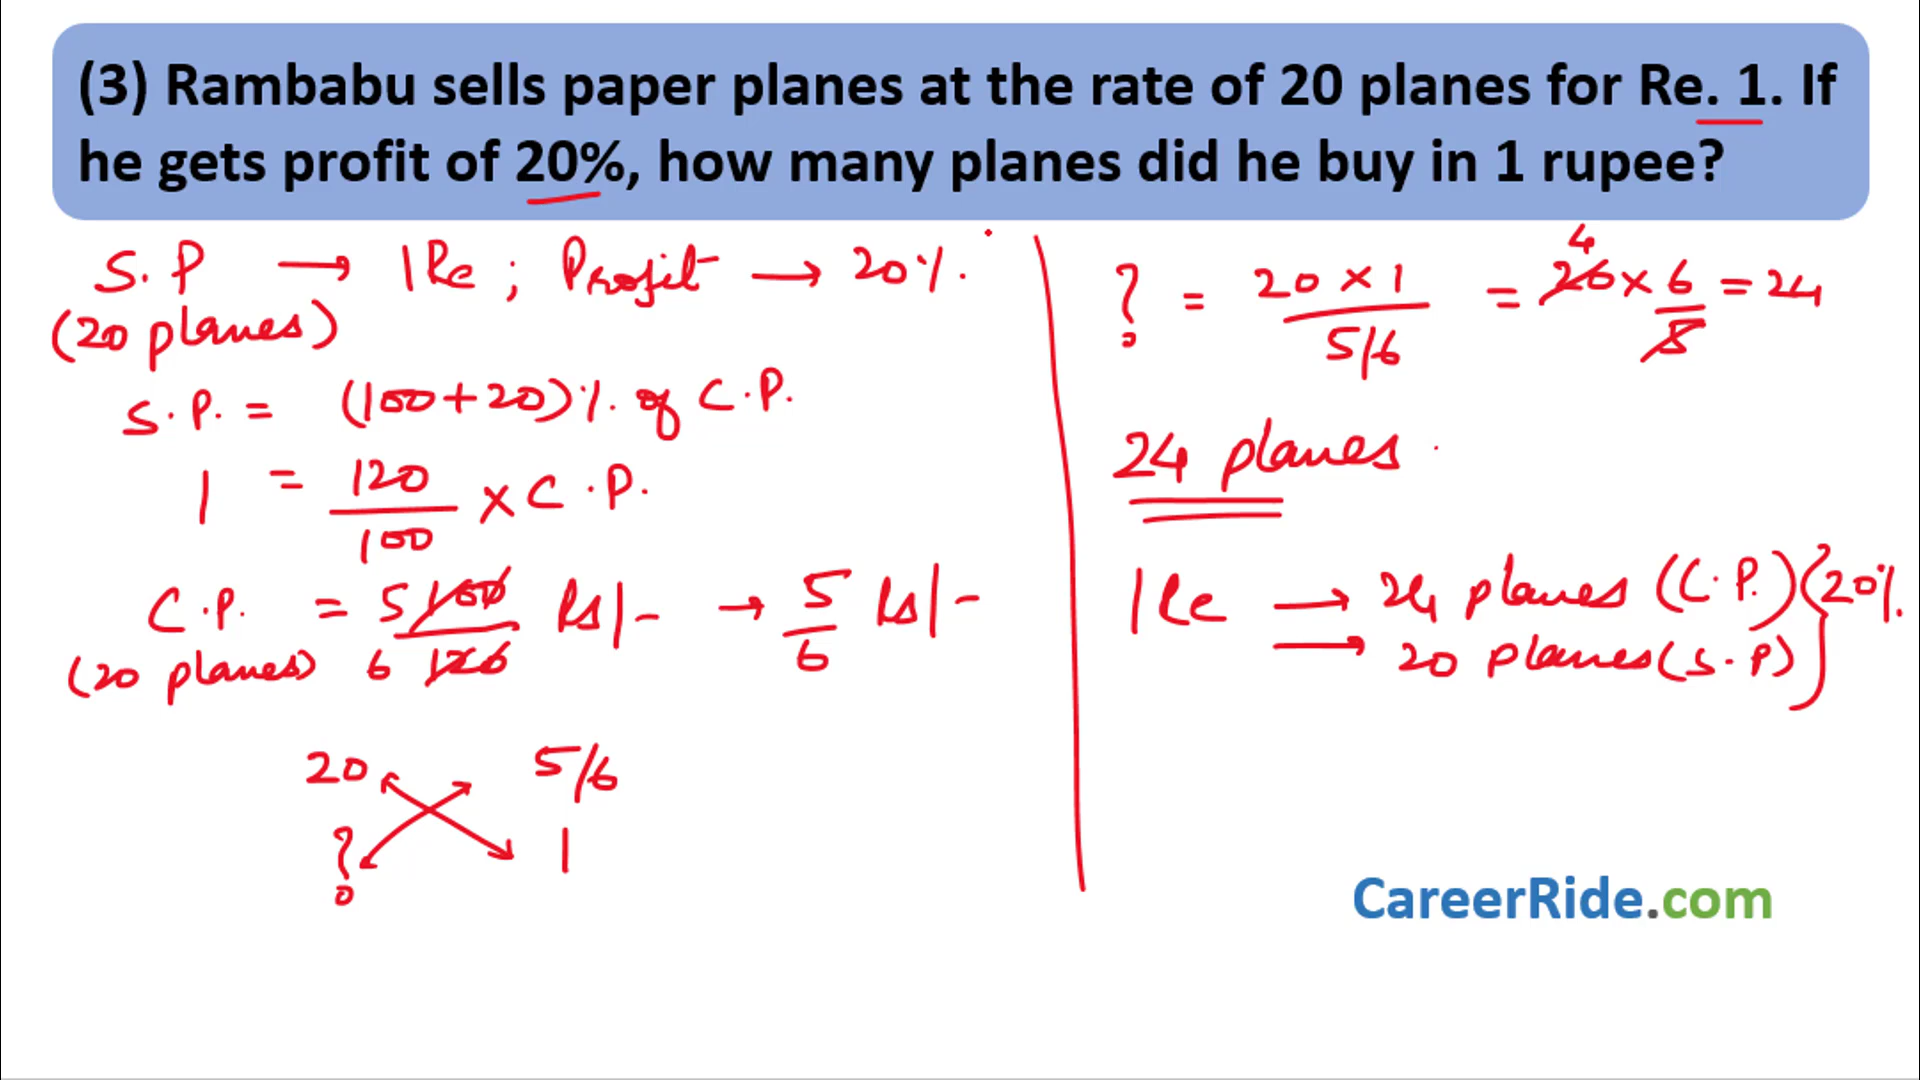 (3) Rambabu sells paper planes at the rate of 20 planes for Re. 1. If
he gets profit of 20%, how many planes did he buy in 1 rupee?
S.P → 1Re ; Profit → 20%.
(20 planes)
S.P. = (100+20)% of C.P.
1 = 120/100 × C.P.
C.P. = 5 100 / 6 120 Rs/- → 5/6 Rs/-
(20 planes)
20 5/6
? 1
? = 20 × 1 / 5/6 = 4 20 × 6/5 = 24
24 planes
1Re → 24 planes (C.P.) } 20%.
→ 20 planes (S.P)
CareerRide.com